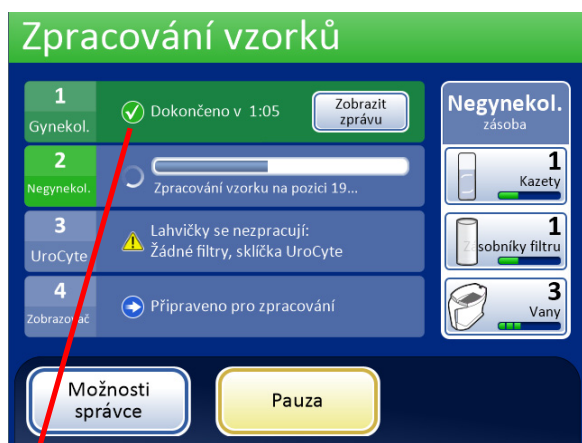 Zpracování vzorků
1
Gynekol.
Dokončeno v 1:05
Zobrazit
zprávu
2
Negynekol.
Zpracování vzorku na pozici 19...
3
UroCyte
Lahvičky se nezpracují:
Žádné filtry, sklíčka UroCyte
4
Zobrazovač
Připraveno pro zpracování
Negynekol.
zásoba
1
Kazety
1
Zásobníky filtru
3
Vany
Možnosti
správce
Pauza